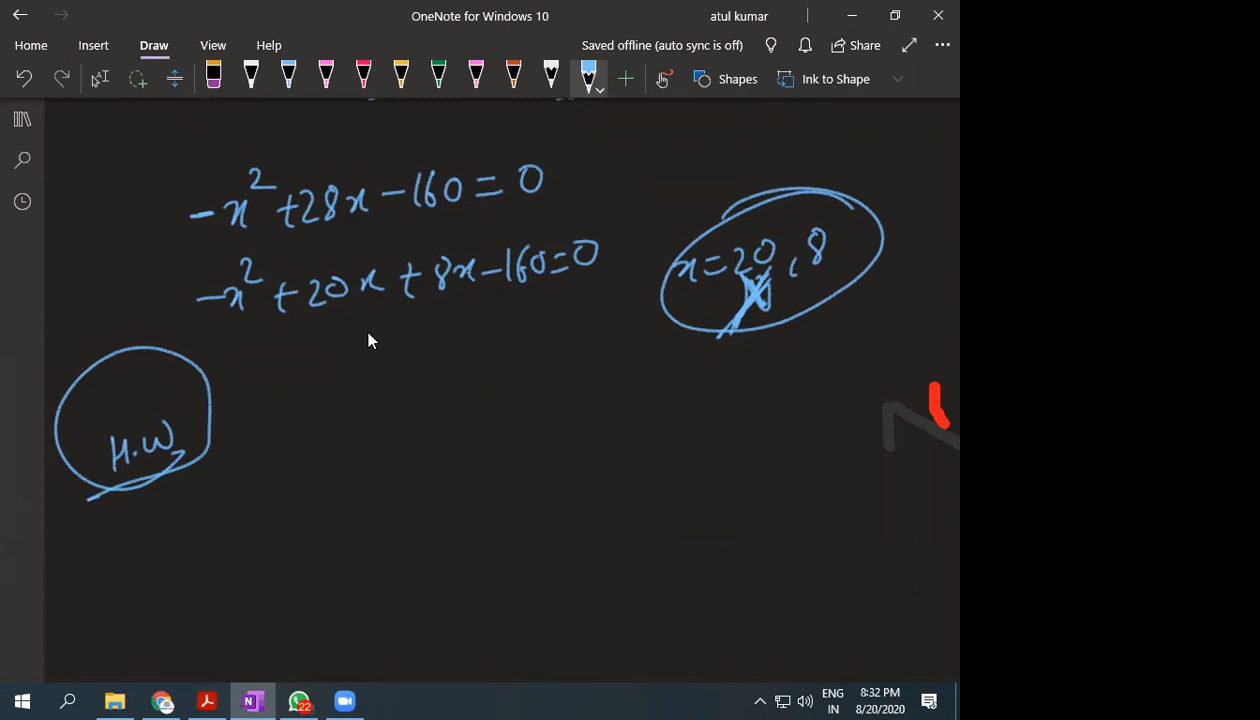 OneNote for Windows 10
atul kumar
Home Insert Draw View Help
Saved offline (auto sync is off)
Share
Shapes
Ink to Shape
-x² +28x -160 = 0
-x² + 20x + 8x - 160 = 0
x = 20, 8
H.W
22
ENG
IN
8:32 PM
8/20/2020